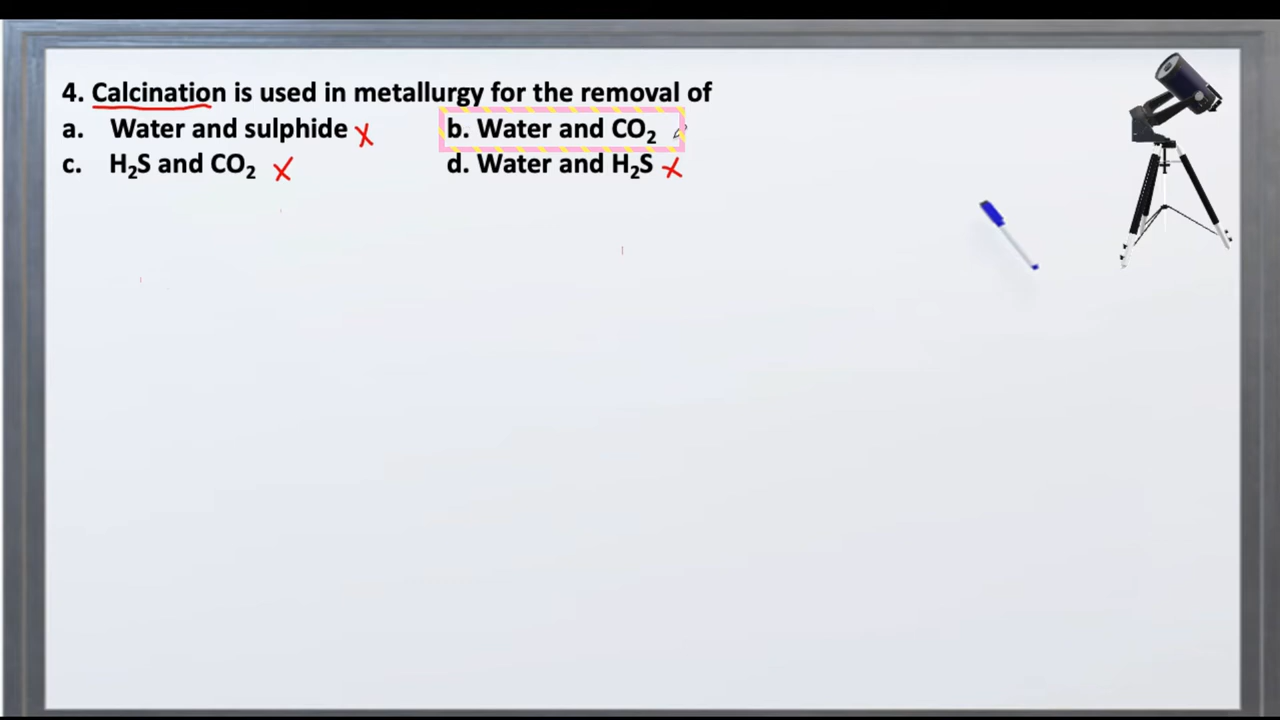 4. Calcination is used in metallurgy for the removal of
a. Water and sulphide x b. Water and CO₂
c. H₂S and CO₂ x d. Water and H₂S x